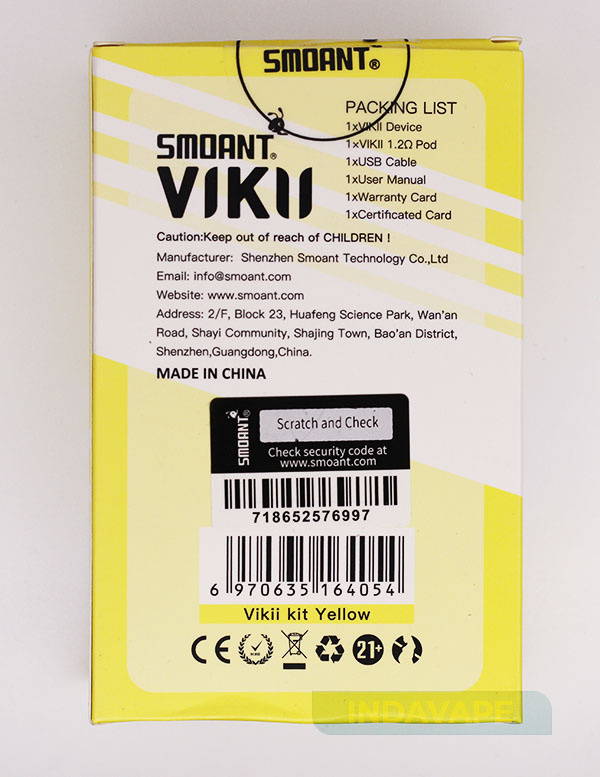 SMOANT®
PACKING LIST
1xVIKII Device
1xVIKII 1.2Ω Pod
1xUSB Cable
1xUser Manual
1xWarranty Card
1xCertificated Card
SMOANT®
VIKII
Caution:Keep out of reach of CHILDREN !
Manufacturer: Shenzhen Smoant Technology Co.,Ltd
Email: info@smoant.com
Website: www.smoant.com
Address: 2/F, Block 23, Huafeng Science Park, Wan'an
Road, Shayi Community, Shajing Town, Bao'an District,
Shenzhen,Guangdong,China.
MADE IN CHINA
SMOANT®
Scratch and Check
Check security code at
www.smoant.com
718652576997
6 970635 164054
Vikii kit Yellow
CE
21+
INDAVAPE